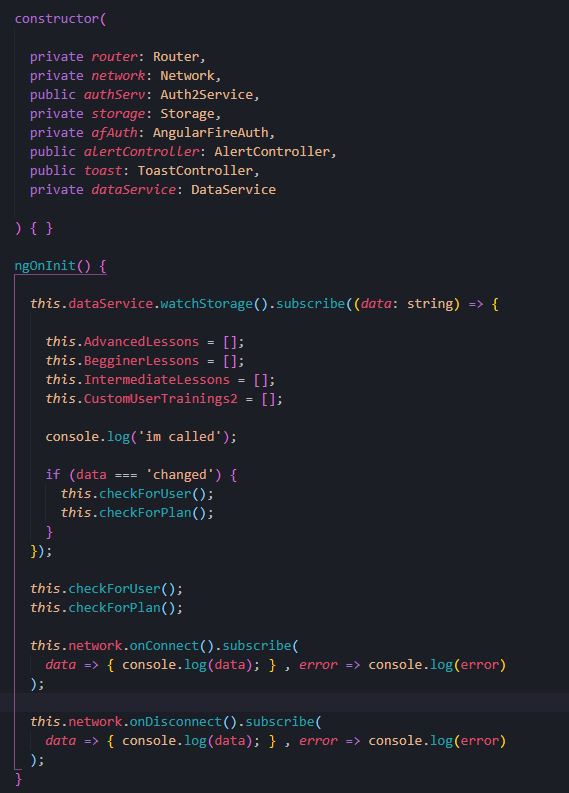 constructor(
private router: Router,
private network: Network,
public authServ: Auth2Service,
private storage: Storage,
private afAuth: AngularFireAuth,
public alertController: AlertController,
public toast: ToastController,
private dataService: DataService
) { }
ngOnInit() {
this.dataService.watchStorage().subscribe((data: string) => {
this.AdvancedLessons = [];
this.BegginerLessons = [];
this.IntermediateLessons = [];
this.CustomUserTrainings2 = [];
console.log('im called');
if (data === 'changed') {
this.checkForUser();
this.checkForPlan();
}
});
this.checkForUser();
this.checkForPlan();
this.network.onConnect().subscribe(
data => { console.log(data); } , error => console.log(error)
);
this.network.onDisconnect().subscribe(
data => { console.log(data); } , error => console.log(error)
);
}